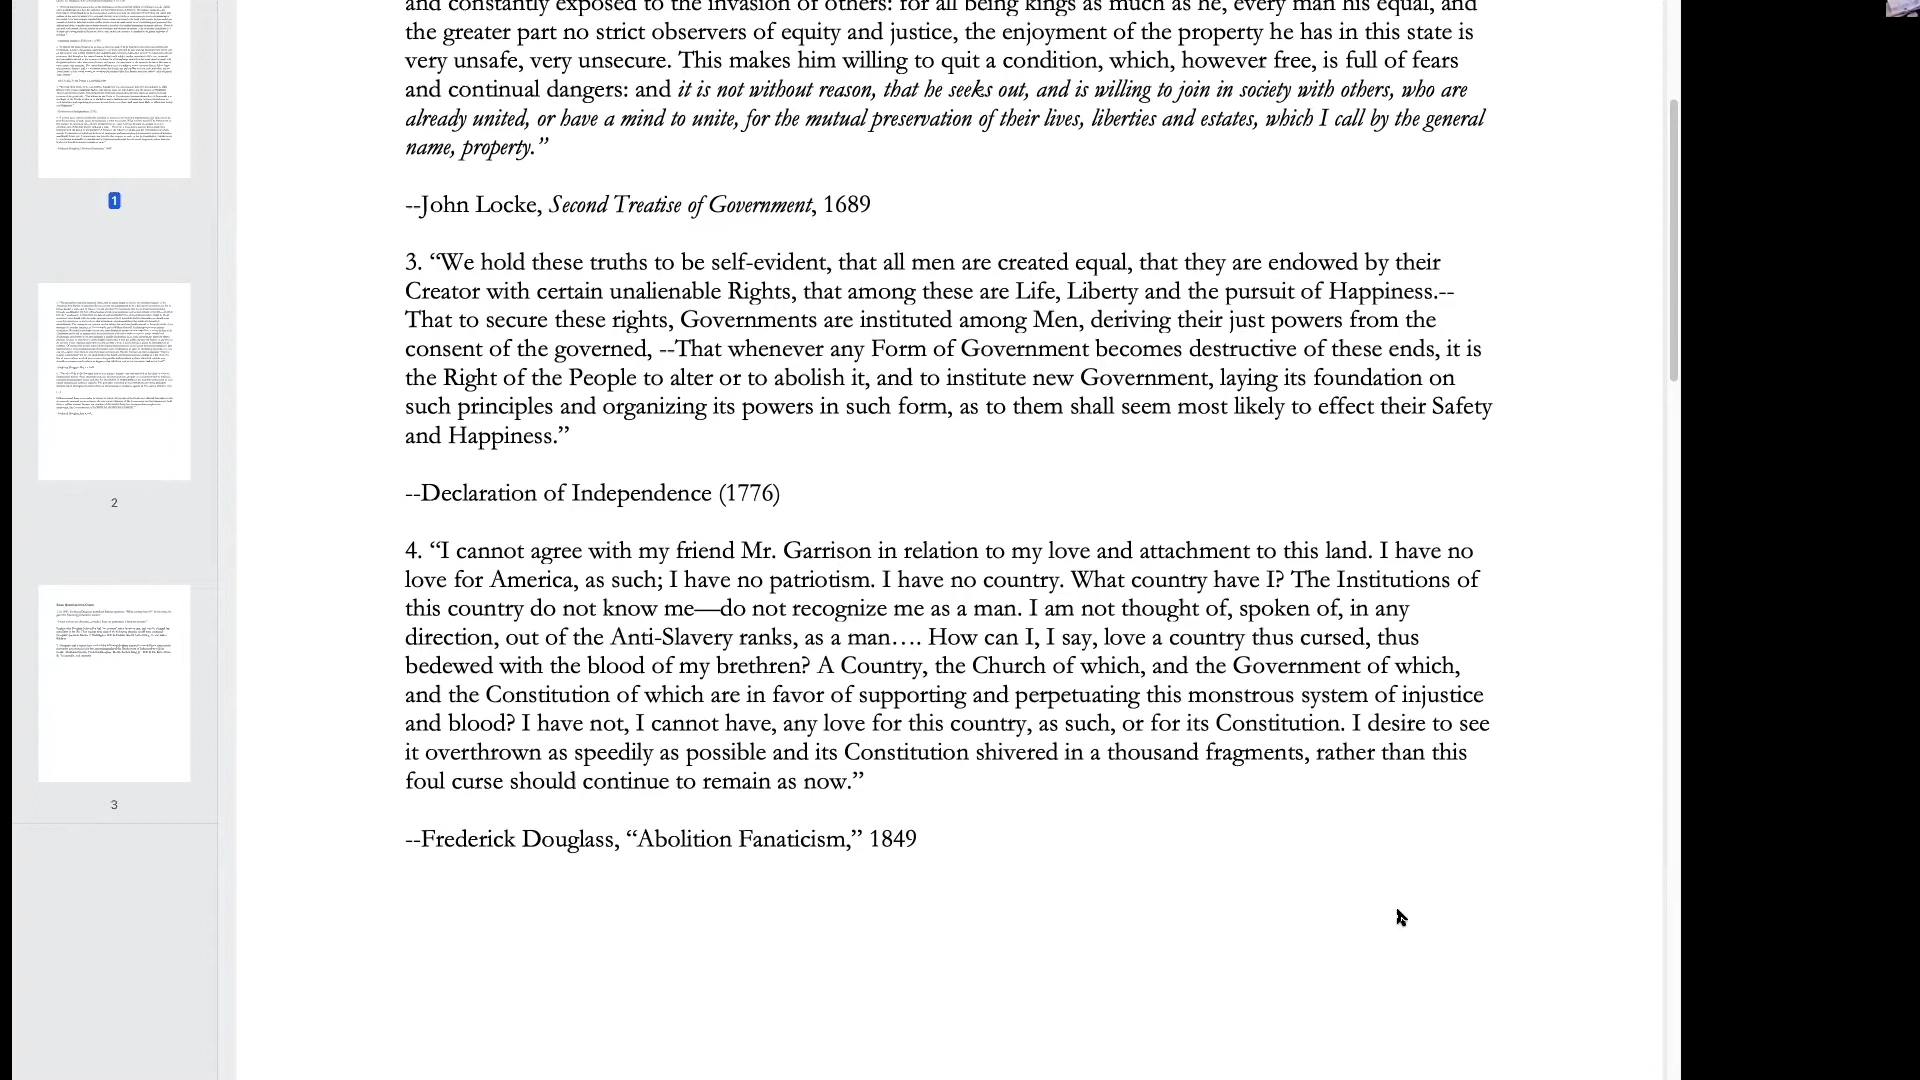 and constantly exposed to the invasion of others: for all being kings as much as he, every man his equal, and
the greater part no strict observers of equity and justice, the enjoyment of the property he has in this state is
very unsafe, very unsecure. This makes him willing to quit a condition, which, however free, is full of fears
and continual dangers: and it is not without reason, that he seeks out, and is willing to join in society with others, who are
already united, or have a mind to unite, for the mutual preservation of their lives, liberties and estates, which I call by the general
name, property.”
--John Locke, Second Treatise of Government, 1689
3. “We hold these truths to be self-evident, that all men are created equal, that they are endowed by their
Creator with certain unalienable Rights, that among these are Life, Liberty and the pursuit of Happiness.--
That to secure these rights, Governments are instituted among Men, deriving their just powers from the
consent of the governed, --That whenever any Form of Government becomes destructive of these ends, it is
the Right of the People to alter or to abolish it, and to institute new Government, laying its foundation on
such principles and organizing its powers in such form, as to them shall seem most likely to effect their Safety
and Happiness.”
--Declaration of Independence (1776)
4. “I cannot agree with my friend Mr. Garrison in relation to my love and attachment to this land. I have no
love for America, as such; I have no patriotism. I have no country. What country have I? The Institutions of
this country do not know me—do not recognize me as a man. I am not thought of, spoken of, in any
direction, out of the Anti-Slavery ranks, as a man…. How can I, I say, love a country thus cursed, thus
bedewed with the blood of my brethren? A Country, the Church of which, and the Government of which,
and the Constitution of which are in favor of supporting and perpetuating this monstrous system of injustice
and blood? I have not, I cannot have, any love for this country, as such, or for its Constitution. I desire to see
it overthrown as speedily as possible and its Constitution shivered in a thousand fragments, rather than this
foul curse should continue to remain as now.”
--Frederick Douglass, “Abolition Fanaticism,” 1849
1
2
3